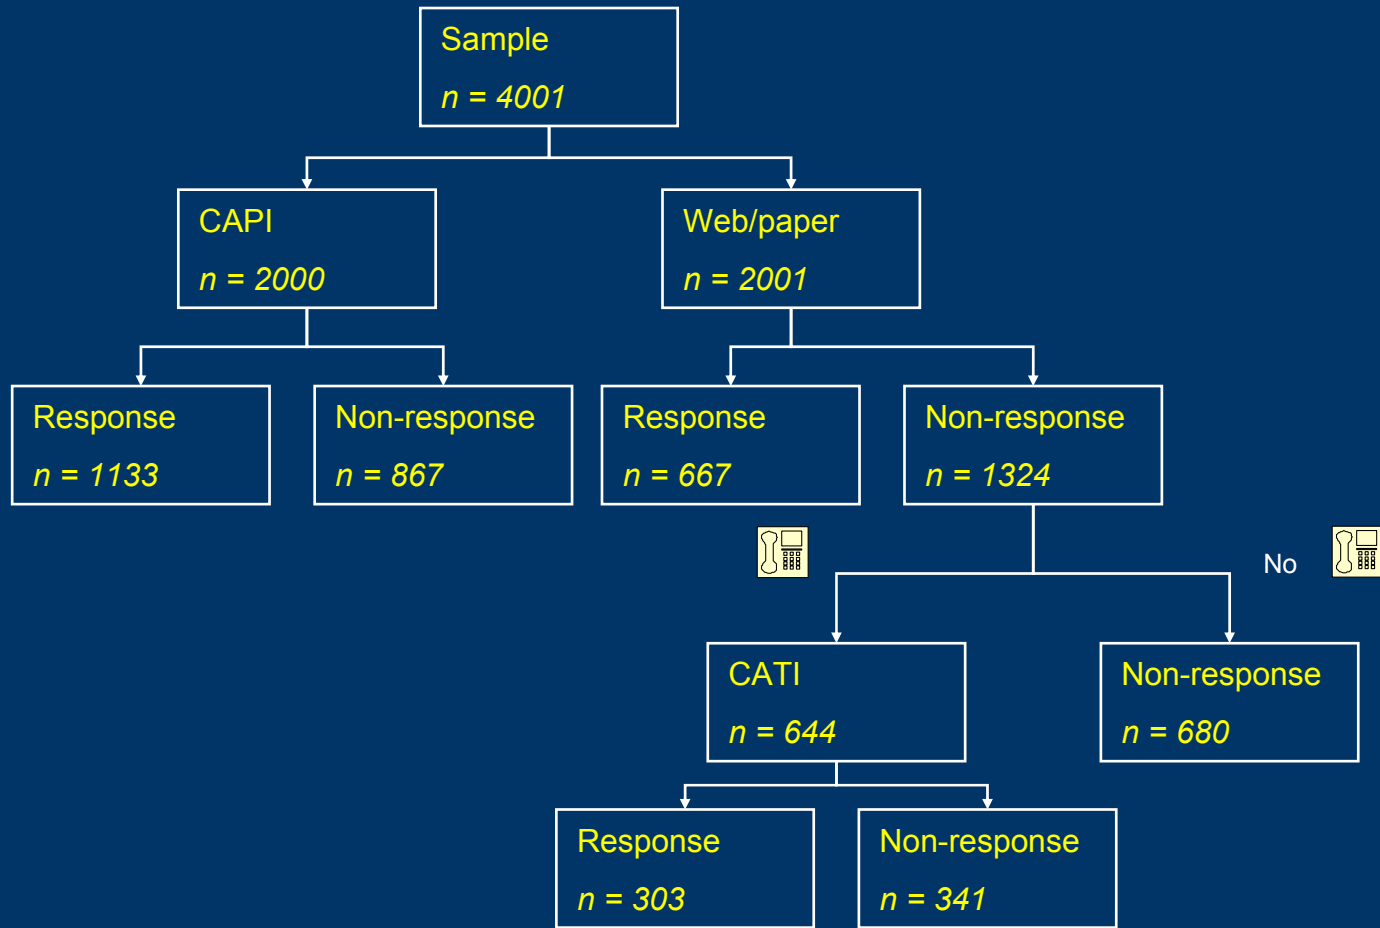 Sample
n = 4001
CAPI
n = 2000
Web/paper
n = 2001
Response
n = 1133
Non-response
n = 867
Response
n = 667
Non-response
n = 1324
No
CATI
n = 644
Non-response
n = 680
Response
n = 303
Non-response
n = 341